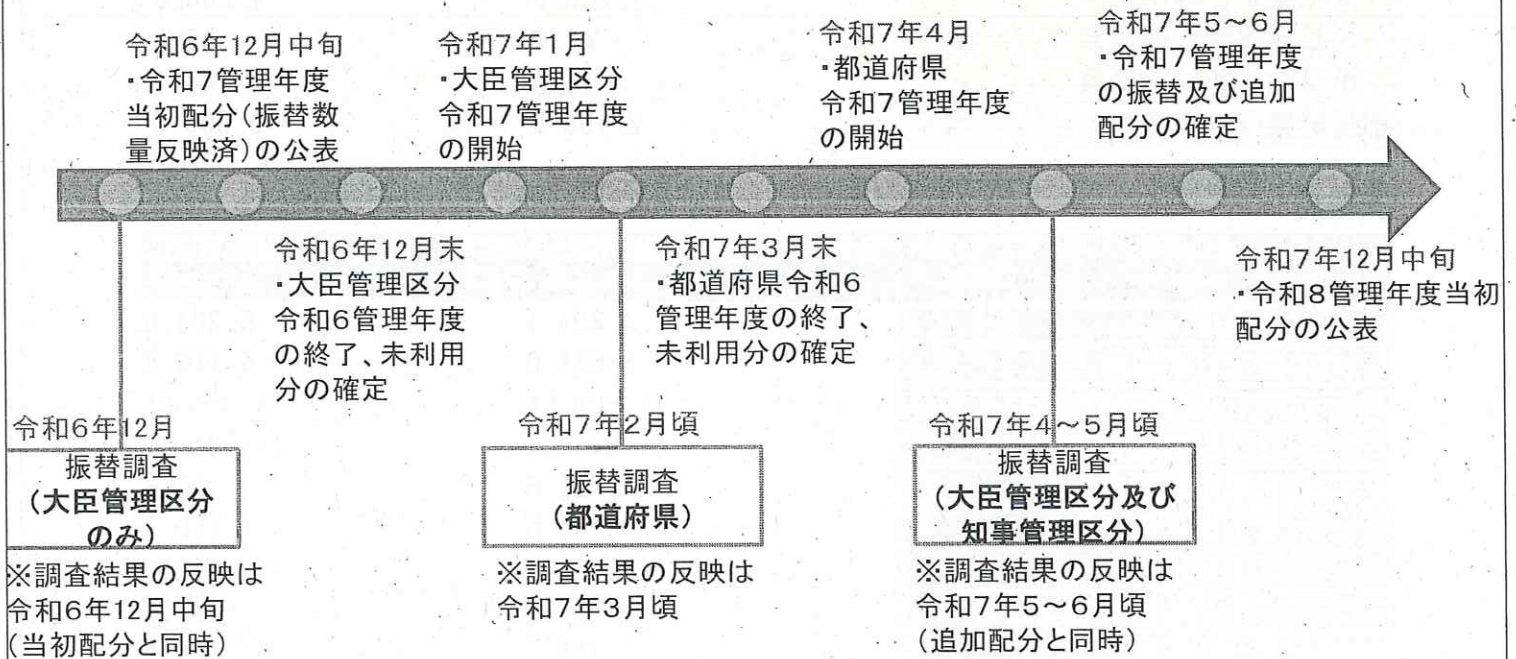 令和6年12月中旬
・令和7管理年度
当初配分(振替数
量反映済)の公表
令和7年1月
・大臣管理区分
令和7管理年度
の開始
令和7年4月
・都道府県
令和7管理年度
の開始
令和7年5~6月
・令和7管理年度
の振替及び追加
配分の確定
令和6年12月末
・大臣管理区分
令和6管理年度
の終了、未利用
分の確定
令和7年3月末
・都道府県令和6
管理年度の終了、
未利用分の確定
令和7年12月中旬
・令和8管理年度当初
配分の公表
令和6年12月
振替調査
(大臣管理区分
のみ)
※調査結果の反映は
令和6年12月中旬
(当初配分と同時)
令和7年2月頃
振替調査
(都道府県)
※調査結果の反映は
令和7年3月頃
令和7年4~5月頃
振替調査
(大臣管理区分及び
知事管理区分)
※調査結果の反映は
令和7年5~6月頃
(追加配分と同時)